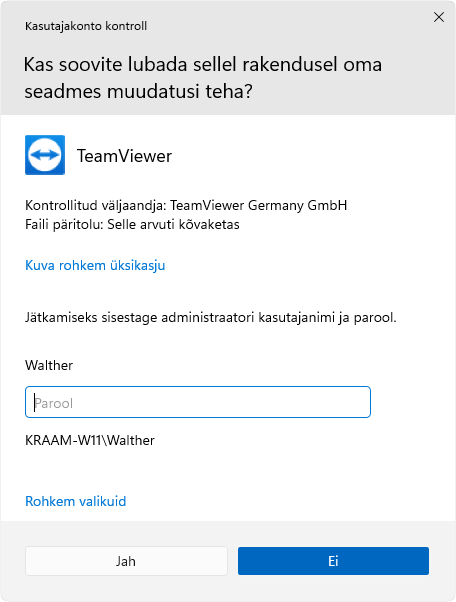 Kasutajakonto kontroll
Kas soovite lubada sellel rakendusel oma
seadmes muudatusi teha?
TeamViewer
Kontrollitud väljaandja: TeamViewer Germany GmbH
Faili päritolu: Selle arvuti kõvaketas
Kuva rohkem üksikasju
Jätkamiseks sisestage administraatori kasutajanimi ja parool.
Walther
Parool
KRAAM-W11\Walther
Rohkem valikuid
Jah
Ei